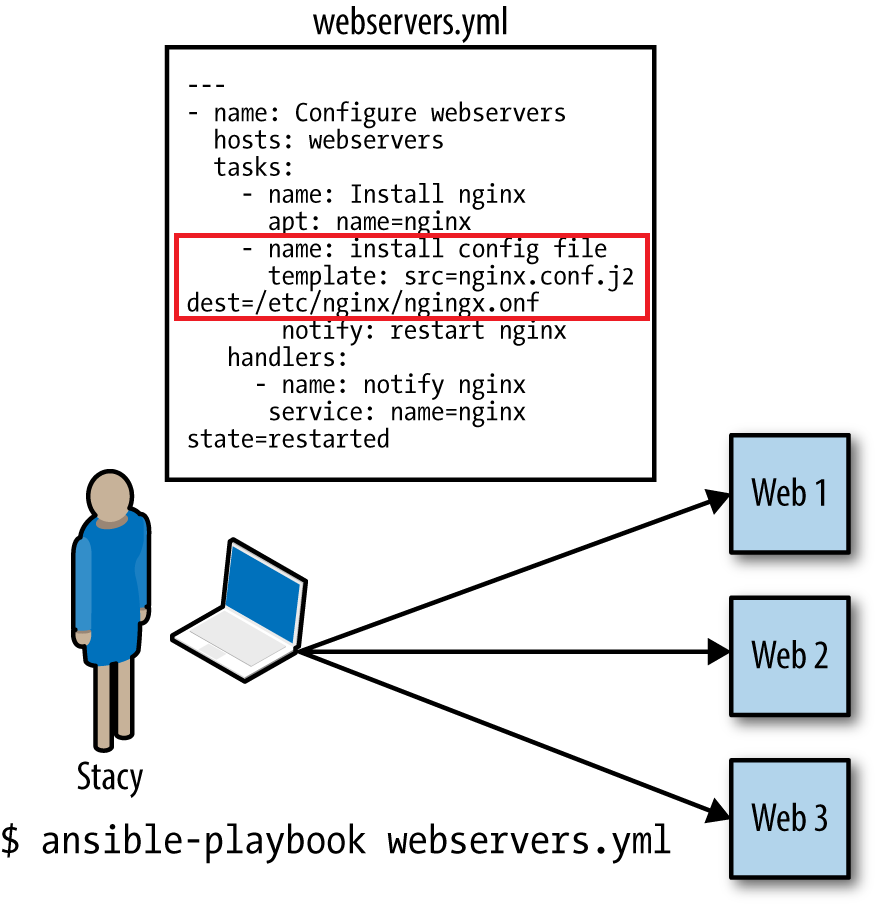 webservers.yml
---
- name: Configure webservers
  hosts: webservers
  tasks:
    - name: Install nginx
      apt: name=nginx
    - name: install config file
      template: src=nginx.conf.j2
dest=/etc/nginx/ngingx.onf
       notify: restart nginx
   handlers:
     - name: notify nginx
      service: name=nginx
state=restarted
Web 1
Web 2
Web 3
Stacy
$ ansible-playbook webservers.yml